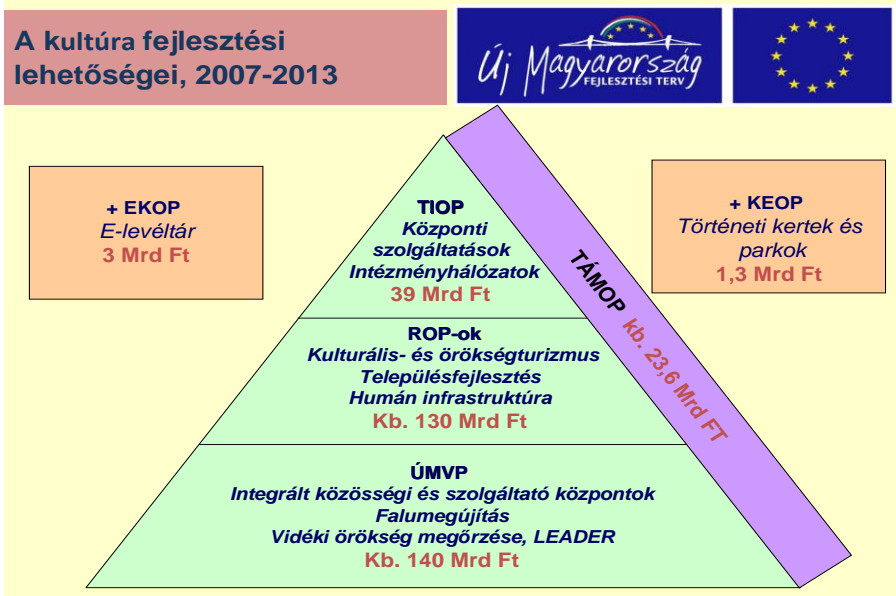 A kultúra fejlesztési
lehetőségei, 2007-2013
Új Magyarország
FEJLESZTÉSI TERV
+ EKOP
E-levéltár
3 Mrd Ft
TIOP
Központi
szolgáltatások
Intézményhálózatok
39 Mrd Ft
+ KEOP
Történeti kertek és
parkok
1,3 Mrd Ft
TÁMOP kb. 23,6 Mrd FT
ROP-ok
Kulturális- és örökségturizmus
Településfejlesztés
Humán infrastruktúra
Kb. 130 Mrd Ft
ÚMVP
Integrált közösségi és szolgáltató központok
Falumegújítás
Vidéki örökség megőrzése, LEADER
Kb. 140 Mrd Ft